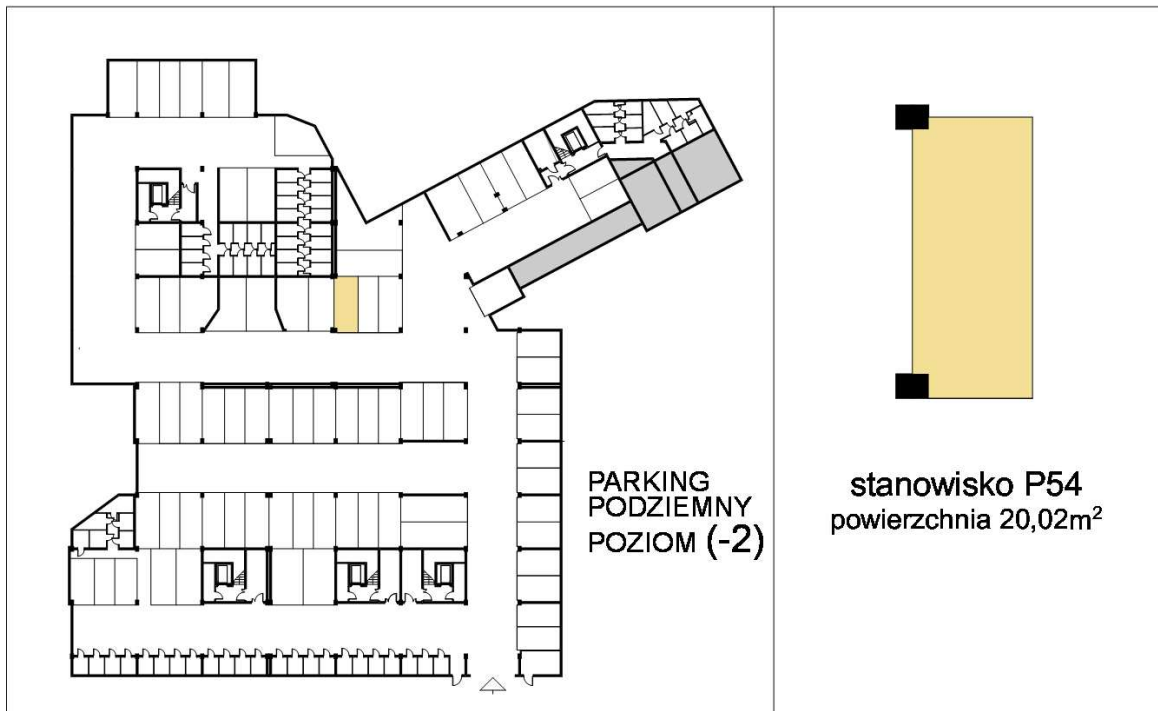 PARKING
PODZIEMNY
POZIOM (-2)
stanowisko P54
powierzchnia 20,02m²